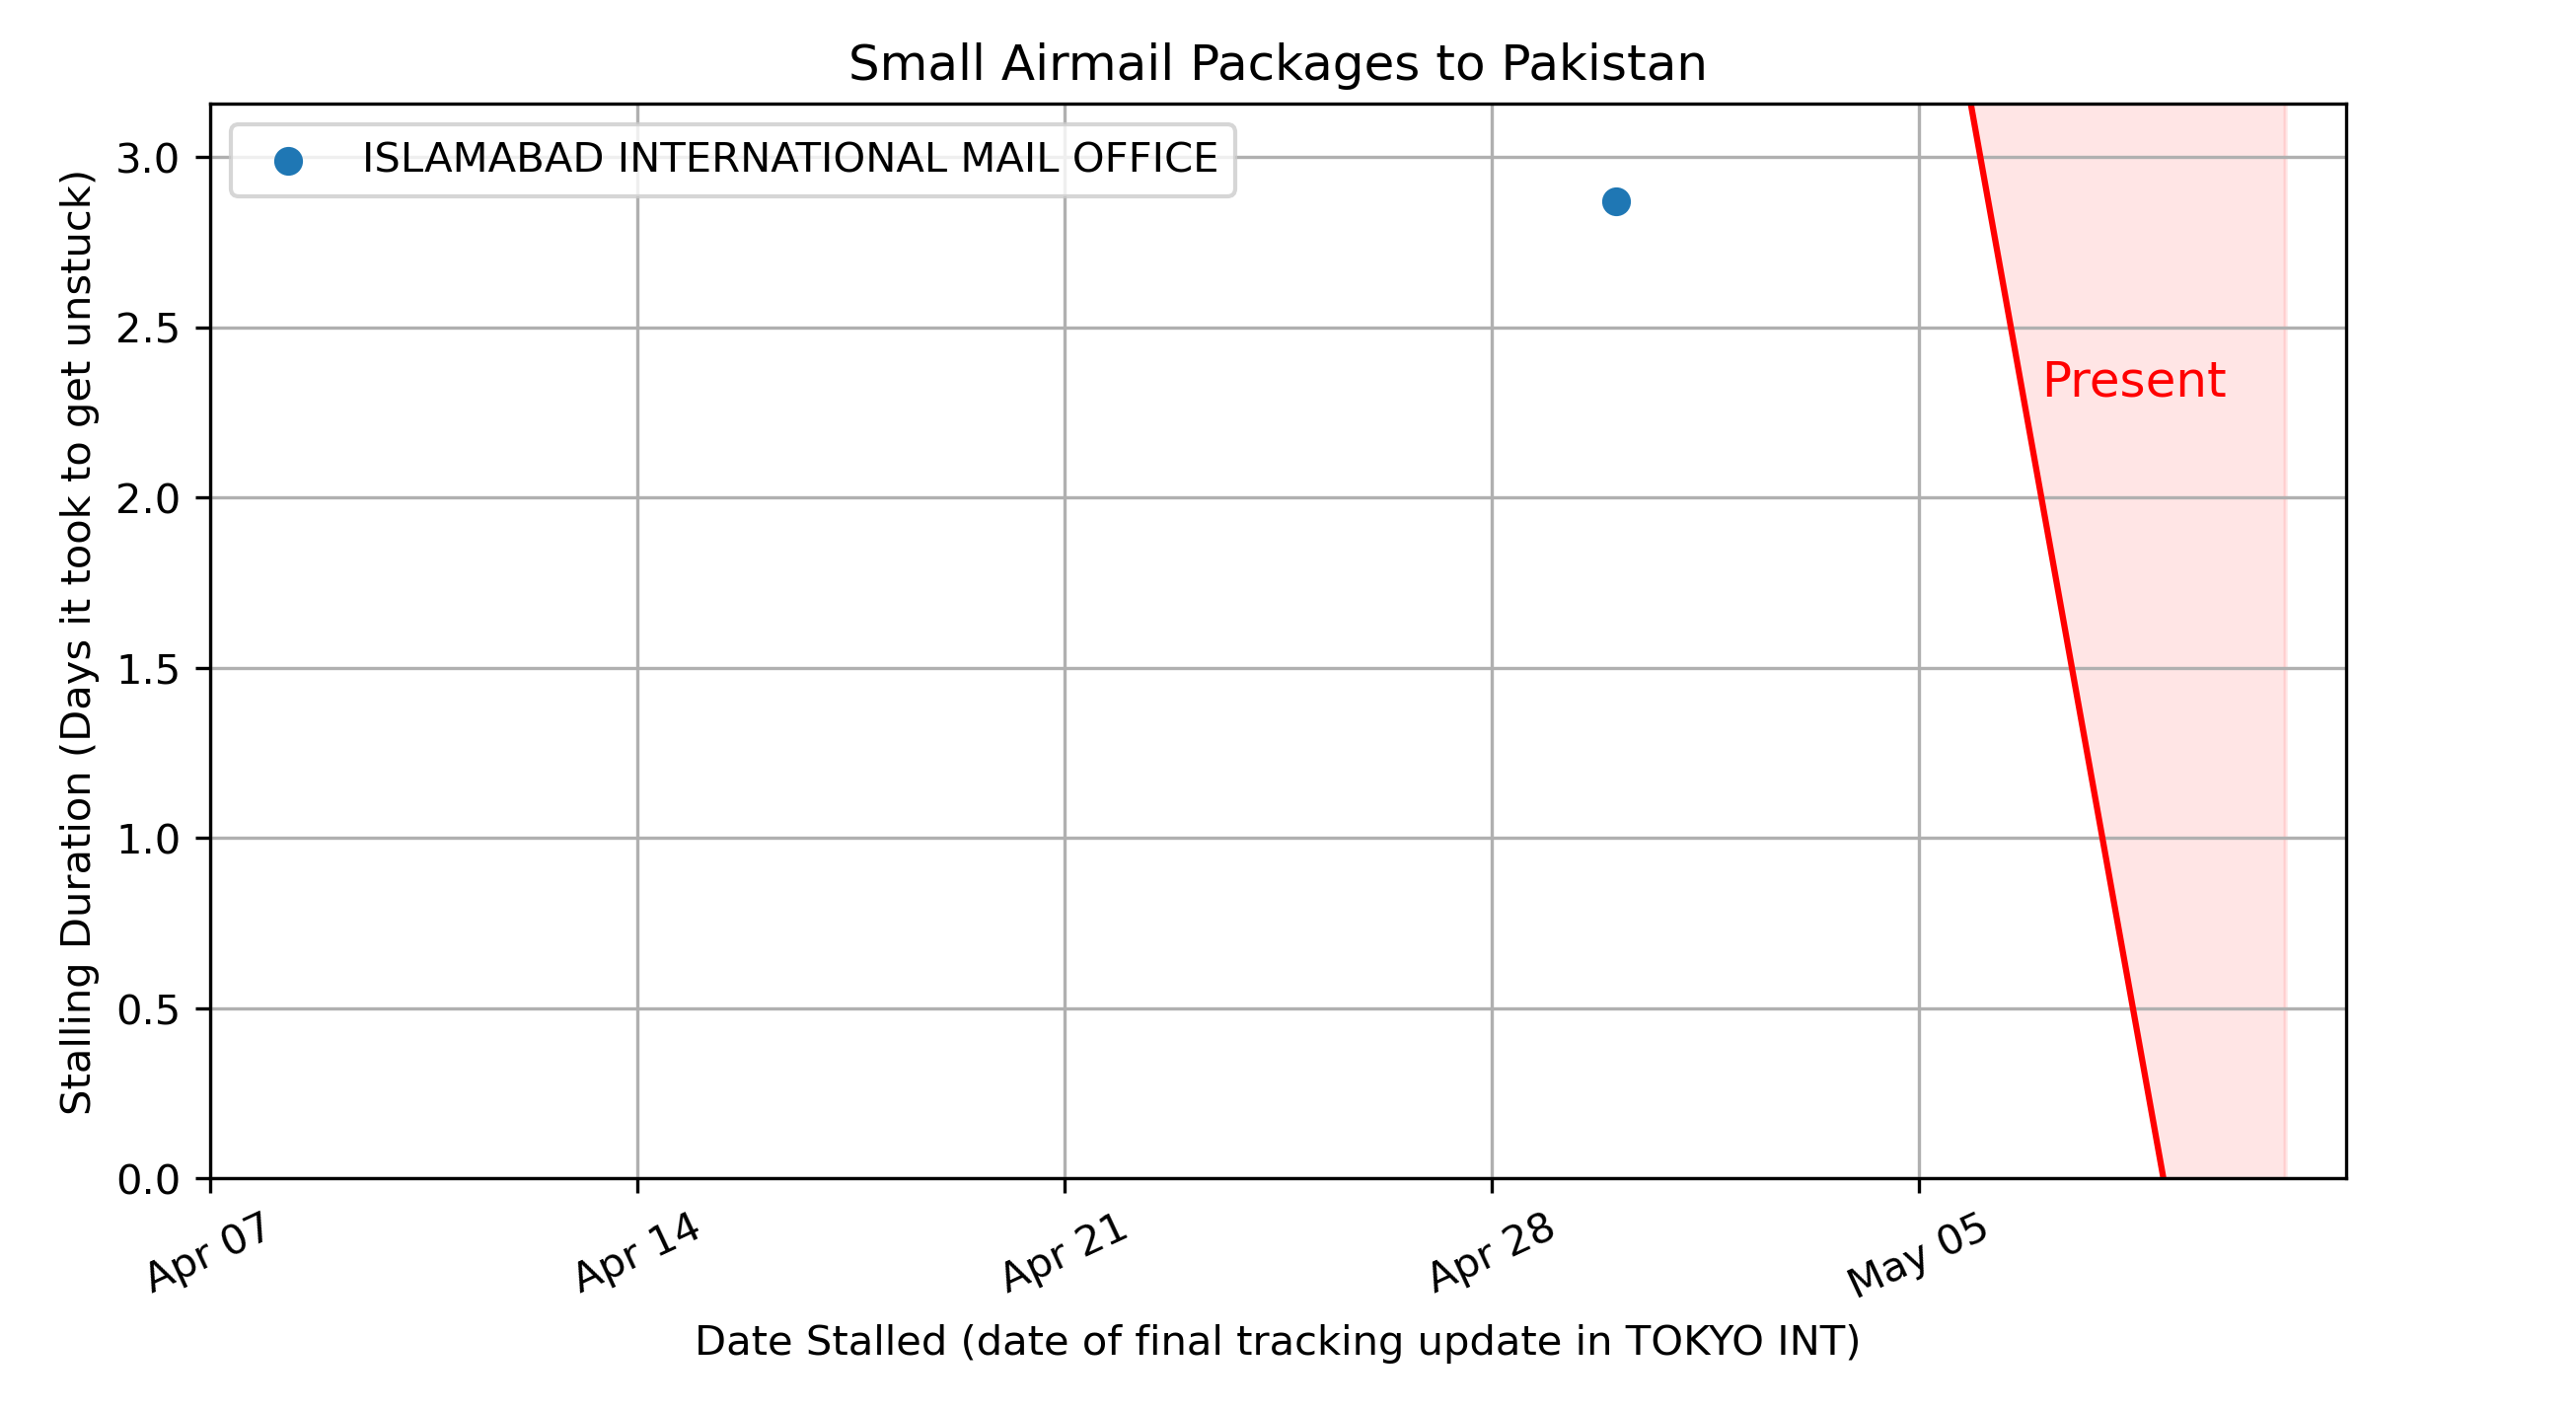 Small Airmail Packages to Pakistan
ISLAMABAD INTERNATIONAL MAIL OFFICE
Present
Stalling Duration (Days it took to get unstuck)
3.0
2.5
2.0
1.5
1.0
0.5
0.0
Apr 07
Apr 14
Apr 21
Apr 28
May 05
Date Stalled (date of final tracking update in TOKYO INT)